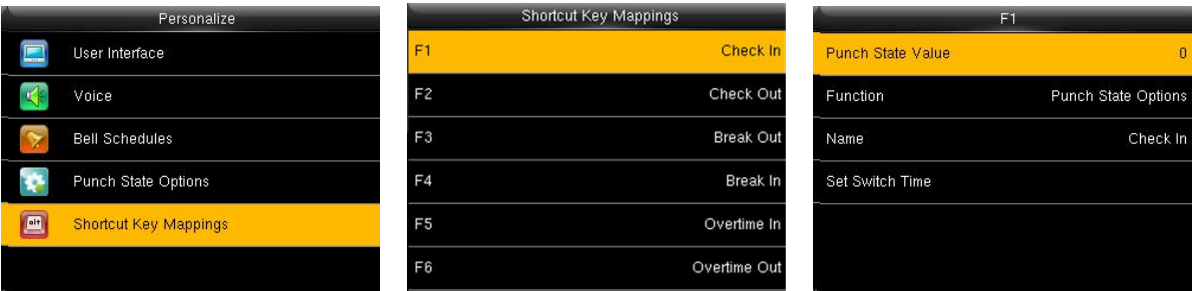 Personalize
User Interface
Voice
Bell Schedules
Punch State Options
alt
Shortcut Key Mappings
Shortcut Key Mappings
F1 Check In
F2 Check Out
F3 Break Out
F4 Break In
F5 Overtime In
F6 Overtime Out
F1
Punch State Value 0
Function Punch State Options
Name Check In
Set Switch Time